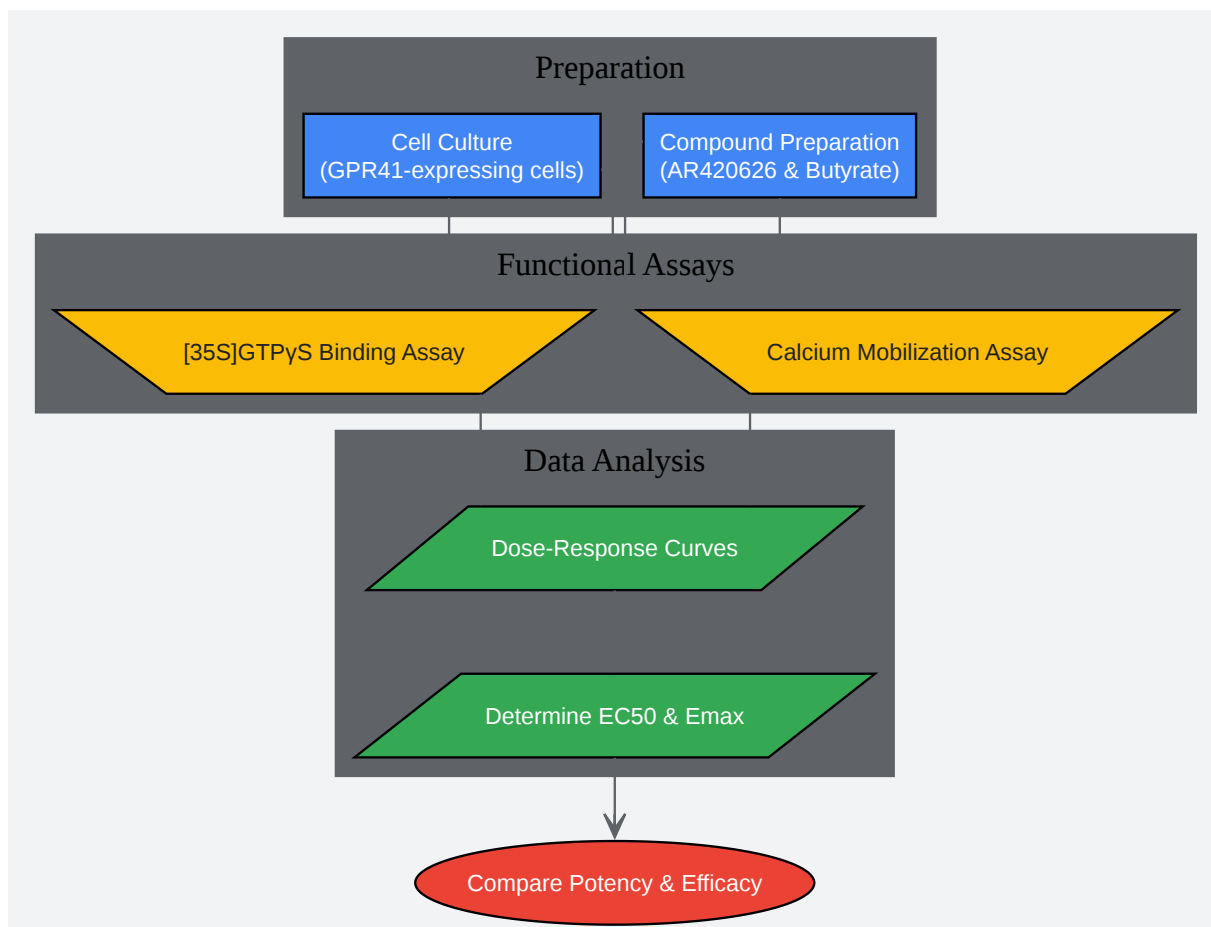 Preparation
Cell Culture
(GPR41-expressing cells)
Compound Preparation
(AR420626 & Butyrate)
Functional Assays
[35S]GTPγS Binding Assay
Calcium Mobilization Assay
Data Analysis
Dose-Response Curves
Determine EC50 & Emax
Compare Potency & Efficacy